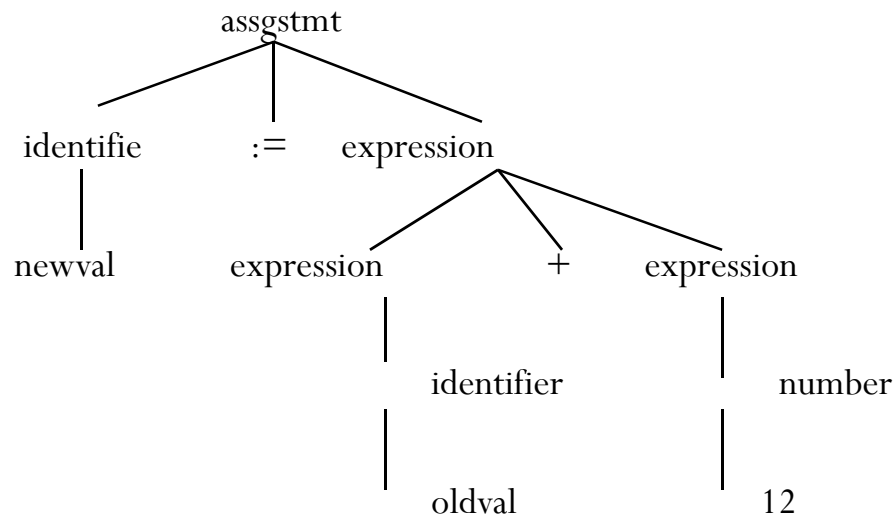 assgstmt
identifie := expression
newval expression + expression
identifier number
oldval 12